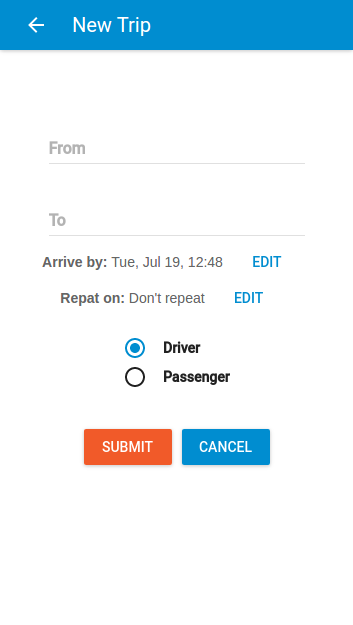 New Trip
From
To
Arrive by: Tue, Jul 19, 12:48 EDIT
Repat on: Don't repeat EDIT
Driver
Passenger
SUBMIT CANCEL